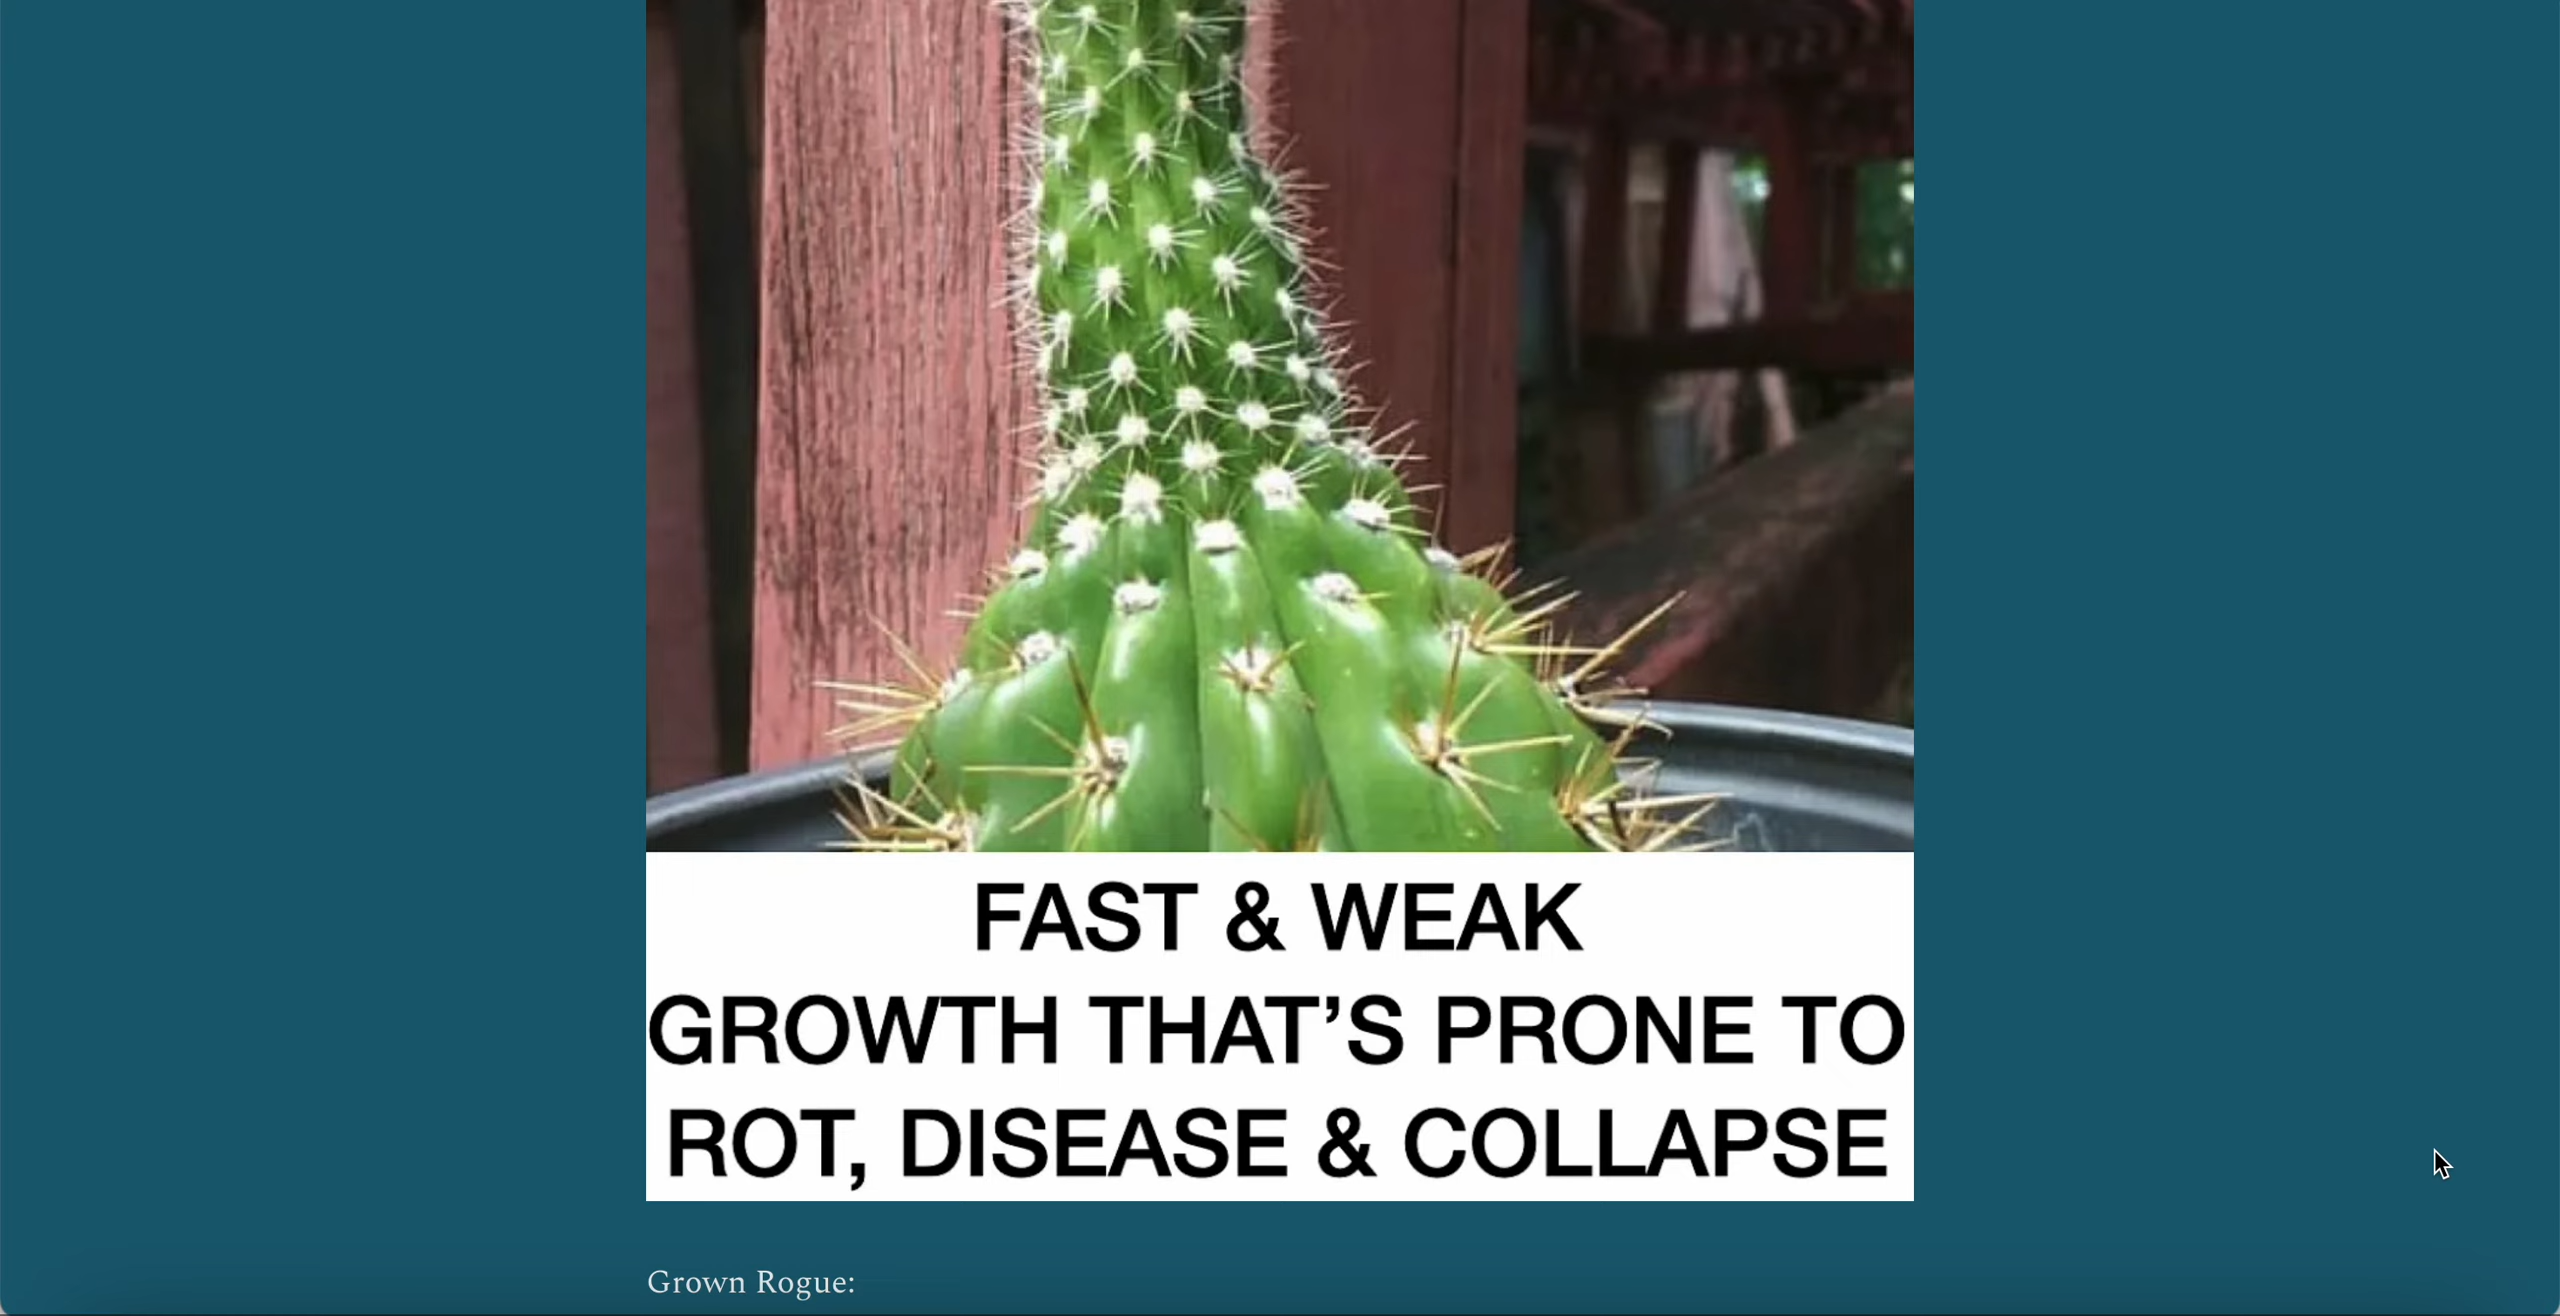 FAST & WEAK
GROWTH THAT’S PRONE TO
ROT, DISEASE & COLLAPSE
Grown Rogue: